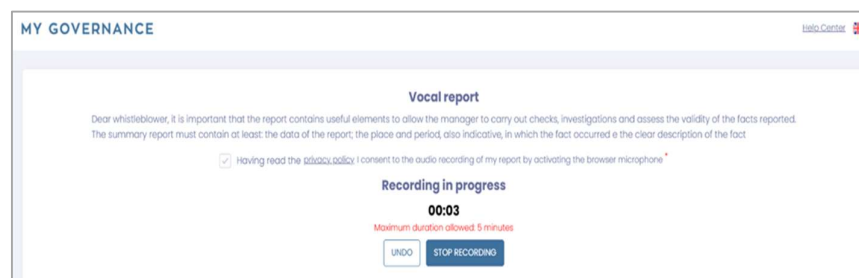 MY GOVERNANCE
Help Center
Vocal report
Dear whistleblower, it is important that the report contains useful elements to allow the manager to carry out checks, investigations and assess the validity of the facts reported.
The summary report must contain at least: the data of the report; the place and period, also indicative, in which the fact occurred e the clear description of the fact
Having read the privacy policy I consent to the audio recording of my report by activating the browser microphone *
Recording in progress
00:03
Maximum duration allowed: 5 minutes
UNDO STOP RECORDING